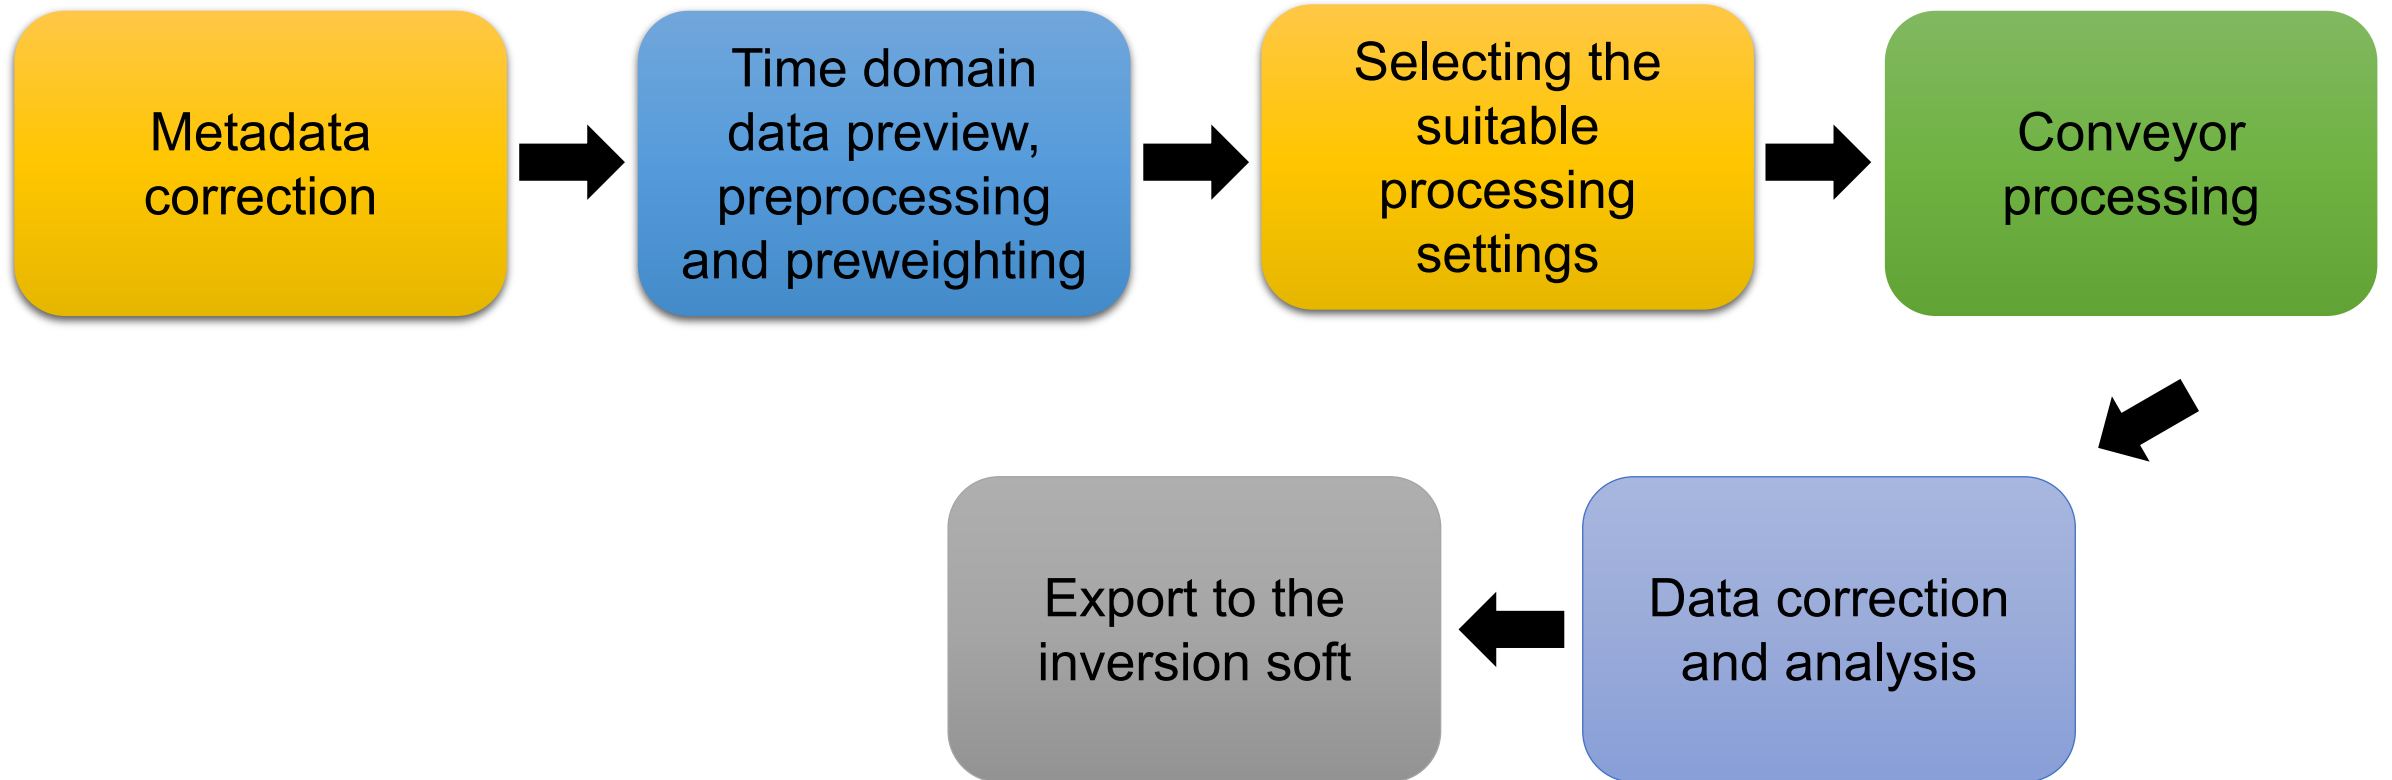 Metadata
correction
Time domain
data preview,
preprocessing
and preweighting
Selecting the
suitable
processing
settings
Conveyor
processing
Data correction
and analysis
Export to the
inversion soft